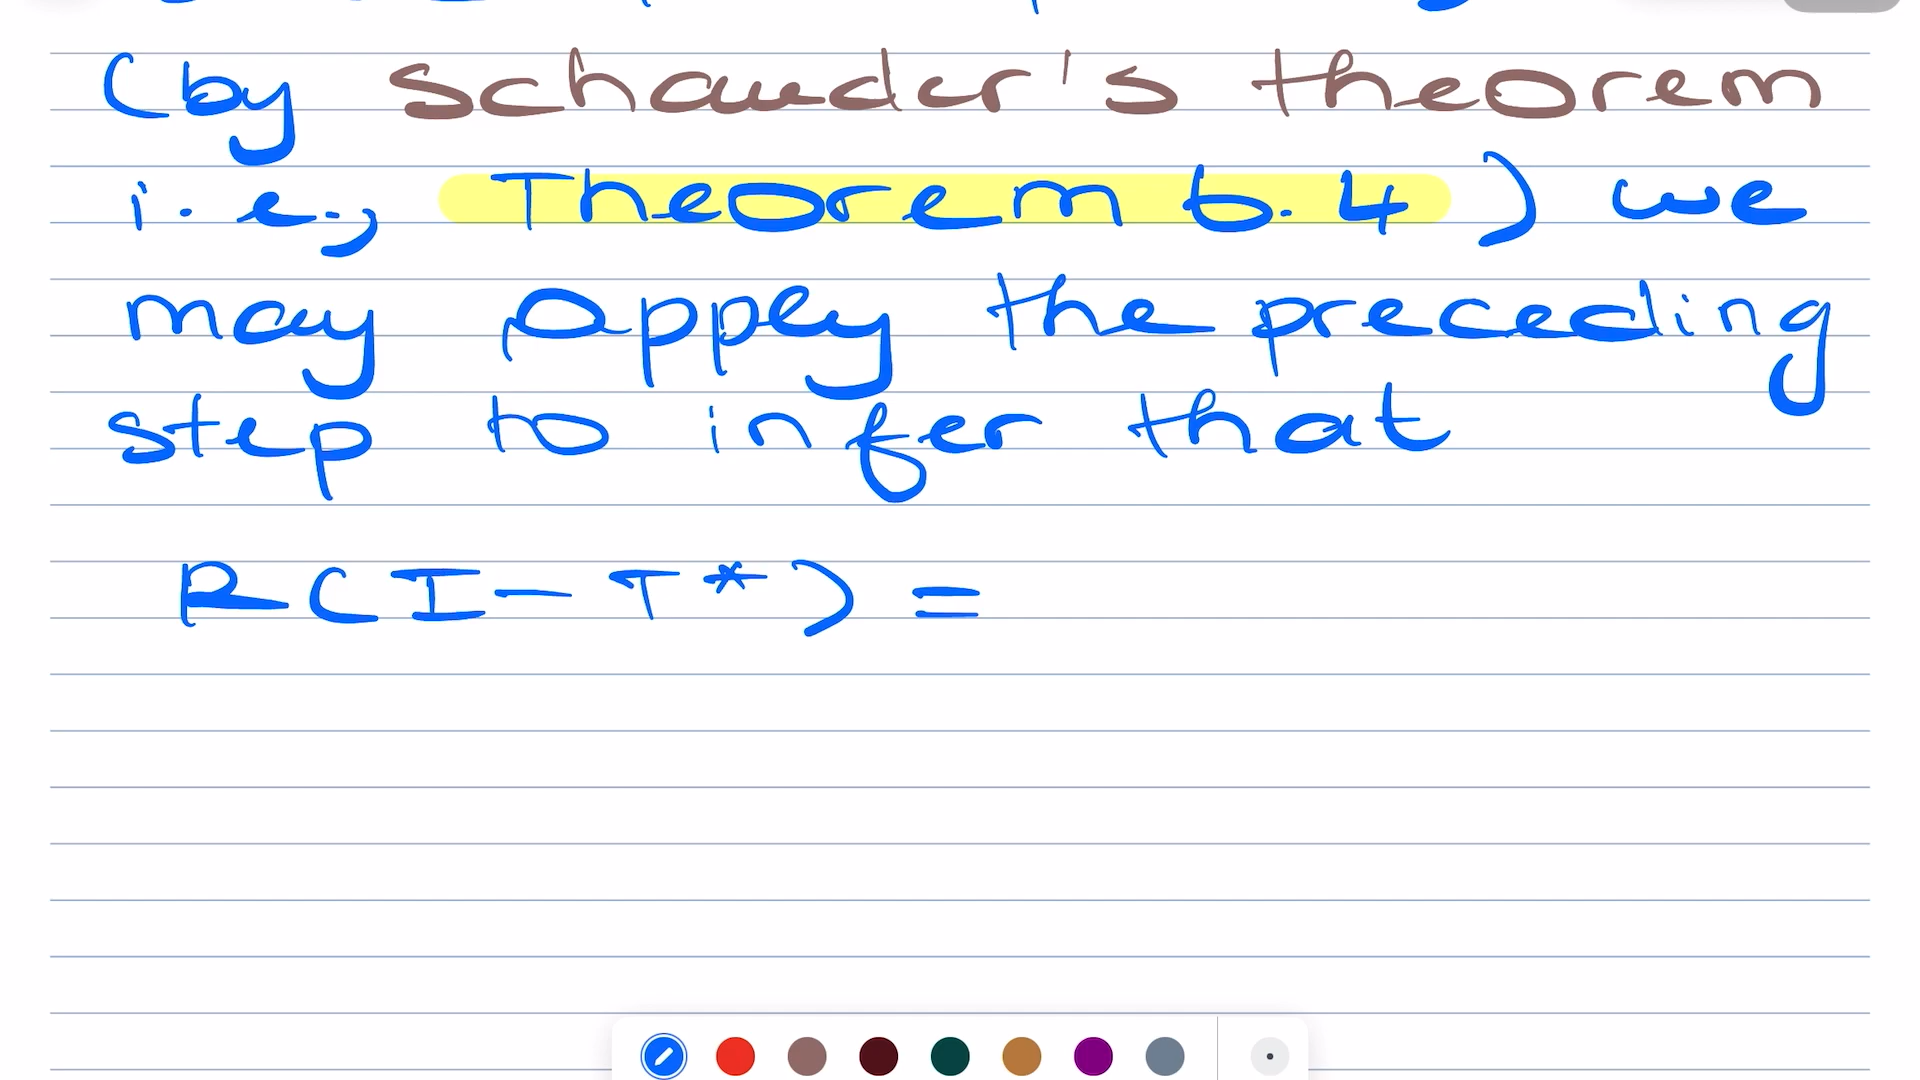 (by Schauder's theorem
i.e., Theorem 6.4) we
may apply the preceding
step to infer that
R(I-T*) =